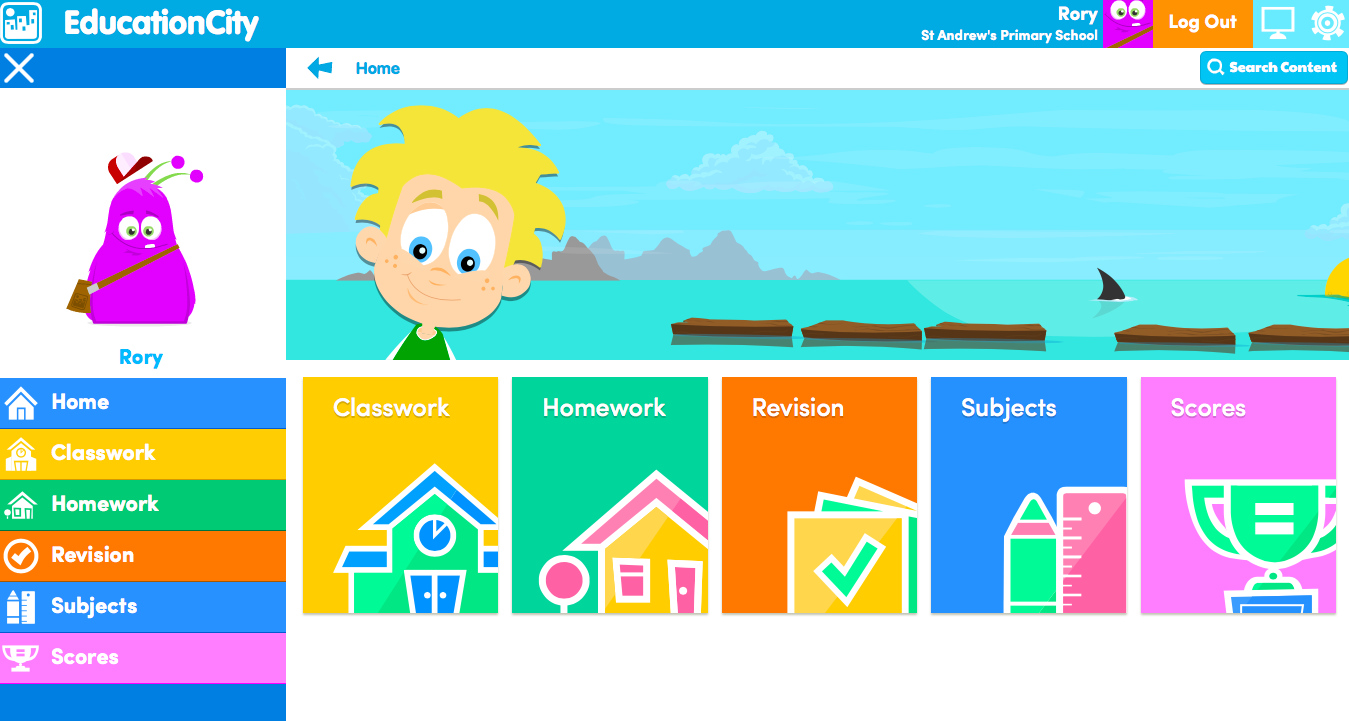 EducationCity
Rory
St Andrew's Primary School
Log Out
Home
Search Content
Rory
Home
Classwork
Homework
Revision
Subjects
Scores
Classwork
Homework
Revision
Subjects
Scores